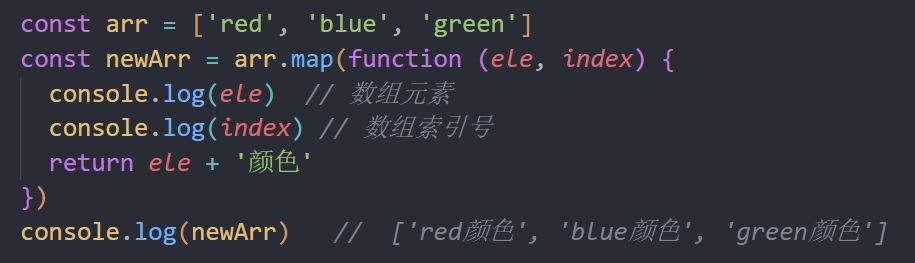 const arr = ['red', 'blue', 'green']
const newArr = arr.map(function (ele, index) {
  console.log(ele)  // 数组元素
  console.log(index) // 数组索引号
  return ele + '颜色'
})
console.log(newArr)   //  ['red颜色', 'blue颜色', 'green颜色']